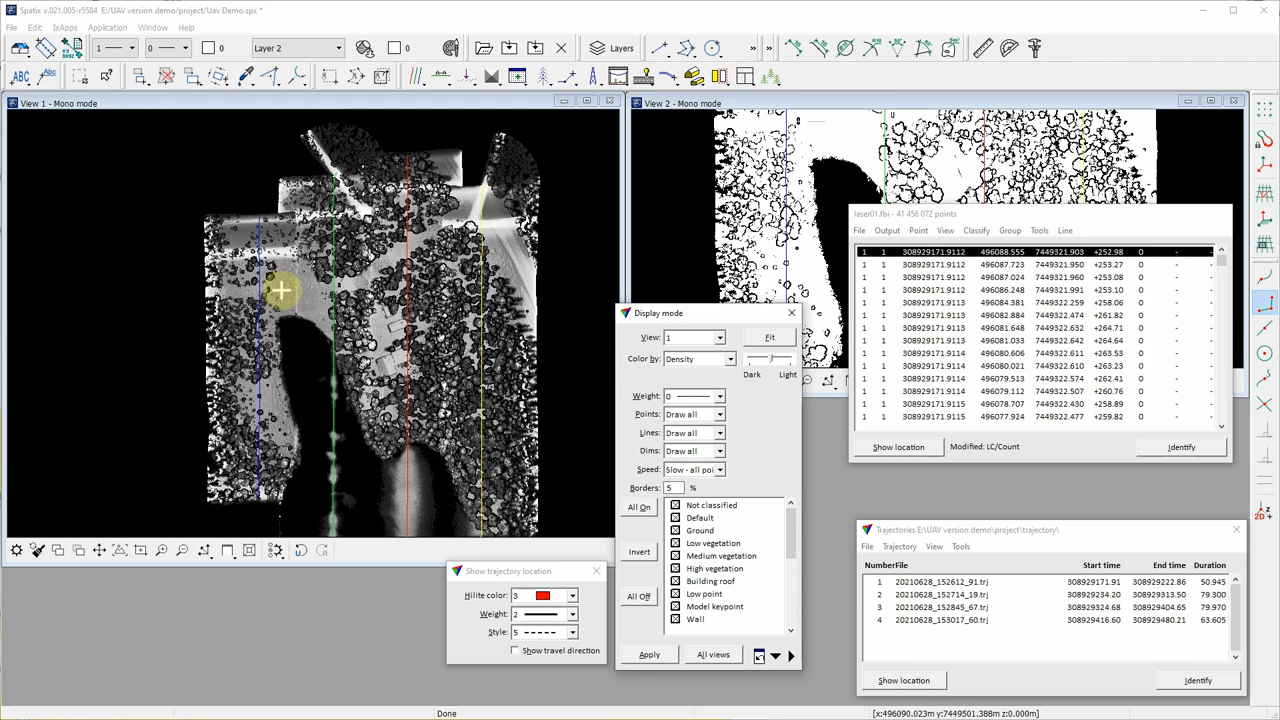 Spatix v.021.005-r5584 E:/UAV version demo/project/Uav Demo.spx *
File Edit IxApps Application Window Help
1 0 0 Layer 2 0 Layers
ABC Abc
View 1 - Mono mode
View 2 - Mono mode
laser01.fbi - 41 456 072 points
File Output Point View Classify Group Tools Line
1 1 308929171.9112 496088.555 7449321.903 +252.98 0 - -
1 1 308929171.9112 496087.723 7449321.950 +253.27 0 - -
1 1 308929171.9112 496087.024 7449321.960 +253.10 0 - -
1 1 308929171.9112 496086.248 7449321.991 +253.10 0 - -
1 1 308929171.9113 496084.381 7449322.259 +258.06 0 - -
1 1 308929171.9113 496082.884 7449322.474 +261.82 0 - -
1 1 308929171.9113 496081.648 7449322.632 +264.71 0 - -
1 1 308929171.9113 496081.033 7449322.642 +264.64 0 - -
1 1 308929171.9114 496080.606 7449322.611 +263.53 0 - -
1 1 308929171.9114 496080.021 7449322.610 +263.23 0 - -
1 1 308929171.9114 496079.513 7449322.574 +262.41 0 - -
1 1 308929171.9114 496079.112 7449322.507 +260.76 0 - -
1 1 308929171.9115 496078.707 7449322.430 +258.89 0 - -
1 1 308929171.9115 496077.924 7449322.477 +259.82 0 - -
Show location Modified: LC/Count Identify
Display mode
View: 1 Fit
Color by: Density
Dark Light
Weight: 0
Points: Draw all
Lines: Draw all
Dims: Draw all
Speed: Slow - all poi
Borders: 5 %
All On
Invert
All Off
Not classified
Default
Ground
Low vegetation
Medium vegetation
High vegetation
Building roof
Low point
Model keypoint
Wall
Apply All views
Show trajectory location
Hilite color: 3
Weight: 2
Style: 5
Show travel direction
Trajectories E:\UAV version demo\project\trajectory\
File Trajectory View Tools
Number File Start time End time Duration
1 20210628_152612_91.trj 308929171.91 308929222.86 50.945
2 20210628_152714_19.trj 308929234.20 308929313.50 79.300
3 20210628_152845_67.trj 308929324.68 308929404.65 79.970
4 20210628_153017_60.trj 308929416.60 308929480.21 63.605
Show location Identify
Done [x:496090.023m y:7449501.388m z:0.000m]